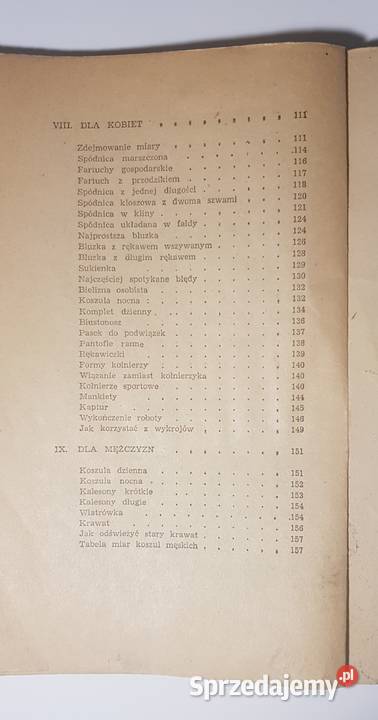 VIII. DLA KOBIET . . . . . . . . . 111
Zdejmowanie miary . . . . . . . 111
Spódnica marszczona . . . . . . . 114
Fartuchy gospodarskie . . . . . . . 116
Fartuch z przodzikiem . . . . . . . 117
Spódnica z jednej długości . . . . . . 118
Spódnica kloszowa z dwoma szwami . . . . 120
Spódnica w kliny . . . . . . . 121
Spódnica układana w fałdy . . . . . . 124
Najprostsza bluzka . . . . . . . 124
Bluzka z rękawem wszywanym . . . . . 126
Bluzka z długim rękawem . . . . . . 128
Sukienka . . . . . . . . 129
Najczęściej spotykane błędy . . . . . 130
Bielizna osobista . . . . . . . 132
Koszula nocna . . . . . . . 132
Komplet dzienny . . . . . . . 134
Biustonosz . . . . . . . . 136
Pasek do podwiązek . . . . . . . 137
Pantofle ranne . . . . . . . 138
Rękawiczki . . . . . . . . 139
Formy kołnierzy . . . . . . . 140
Wiązanie zamiast kołnierzyka . . . . . 140
Kołnierze sportowe . . . . . . . 140
Mankiety . . . . . . . . 144
Kaptur . . . . . . . . 145
Wykończenie roboty . . . . . . . 146
Jak korzystać z wykrojów . . . . . . 149
IX. DLA MĘŻCZYZN . . . . . . . 151
Koszula dzienna . . . . . . . 151
Koszula nocna . . . . . . . 152
Kalesony krótkie . . . . . . . 153
Kalesony długie . . . . . . . 154
Wiatrówka . . . . . . . . 154
Krawat . . . . . . . . 156
Jak odświeżyć stary krawat . . . . . 157
Tabela miar koszul męskich . . . . . 157
Sprzedajemy.pl